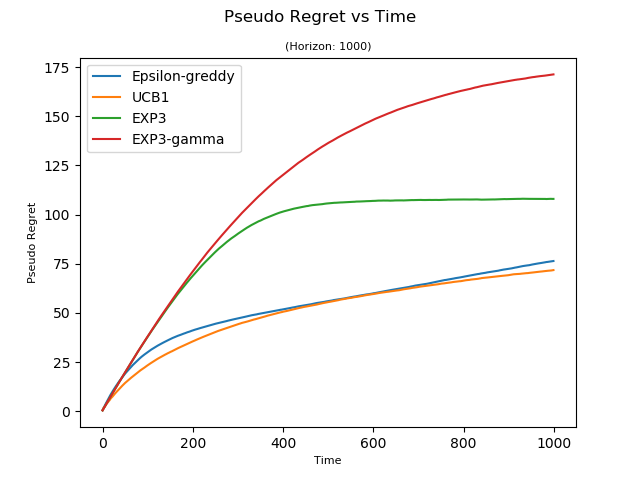 Pseudo Regret vs Time
(Horizon: 1000)
175
150
125
100
75
50
25
0
Pseudo Regret
Epsilon-greddy
UCB1
EXP3
EXP3-gamma
0 200 400 600 800 1000
Time